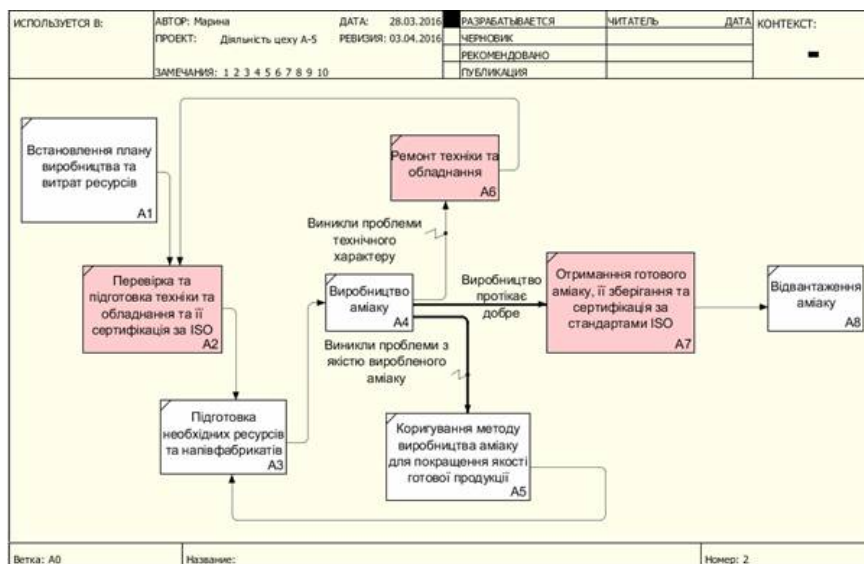 ИСПОЛЬЗУЕТСЯ В:
АВТОР: Марина
ДАТА: 28.03.2016
ПРОЕКТ: Діяльність цеху А-5
РЕВИЗИЯ: 03.04.2016
ЗАМЕЧАНИЯ: 1 2 3 4 5 6 7 8 9 10
РАЗРАБАТЫВАЕТСЯ
ЧЕРНОВИК
РЕКОМЕНДОВАНО
ПУБЛИКАЦИЯ
ЧИТАТЕЛЬ
ДАТА
КОНТЕКСТ:
Встановлення плану
виробництва та
витрат ресурсів
A1
Ремонт техніки та
обладнання
A6
Виникли проблеми
технічного
характеру
Перевірка та
підготовка техніки та
обладнання та її
сертифікація за ISO
A2
Виробництво
аміаку
A4
Виробництво
протікає
добре
Отриманння готового
аміаку, її зберігання та
сертифікація за
стандартами ISO
A7
Відвантаження
аміаку
A8
Виникли проблеми з
якістю виробленого
аміаку
Підготовка
необхідних ресурсів
та напівфабрикатів
A3
Коригування методу
виробництва аміаку
для покращення якості
готової продукції
A5
Ветка: A0
Название:
Номер: 2